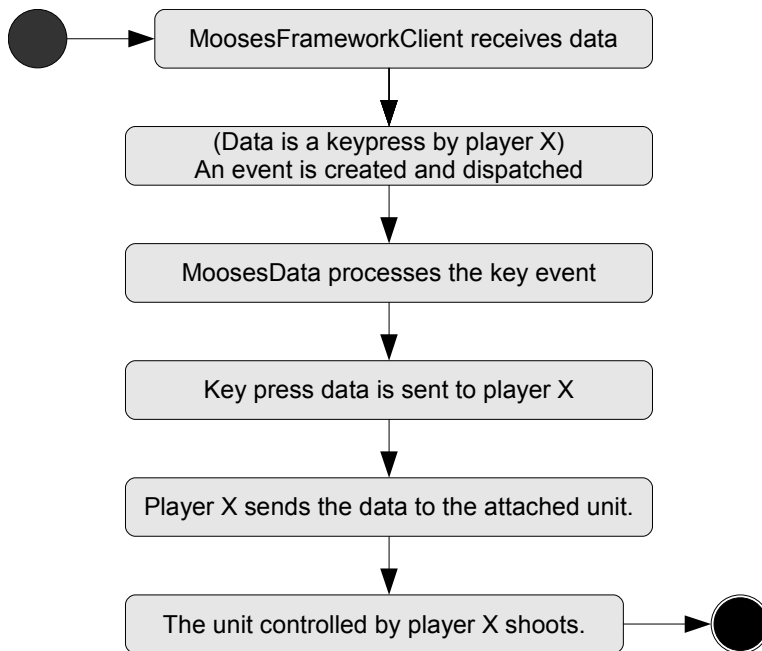 MoosesFrameworkClient receives data
(Data is a keypress by player X)
An event is created and dispatched
MoosesData processes the key event
Key press data is sent to player X
Player X sends the data to the attached unit.
The unit controlled by player X shoots.